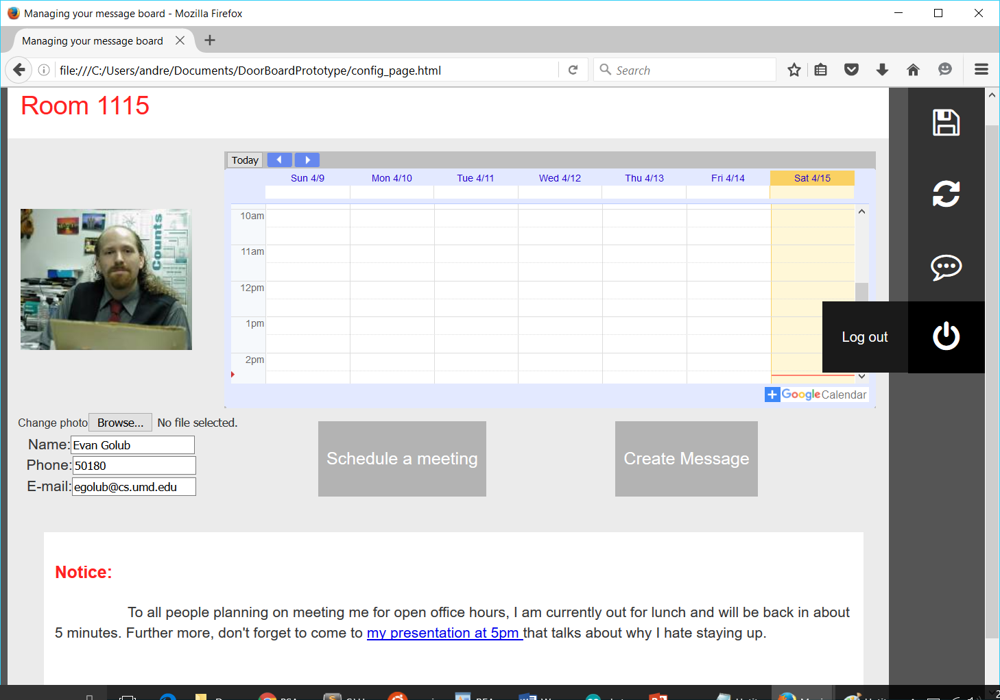 Managing your message board - Mozilla Firefox
Managing your message board
file:///C:/Users/andre/Documents/DoorBoardPrototype/config_page.html
Search
Room 1115
Today
Sun 4/9 Mon 4/10 Tue 4/11 Wed 4/12 Thu 4/13 Fri 4/14 Sat 4/15
Counts
10am
11am
12pm
1pm
Log out
2pm
Google Calendar
Change photo Browse... No file selected.
Name: Evan Golub
Phone: 50180
E-mail: egolub@cs.umd.edu
Schedule a meeting
Create Message
Notice:
To all people planning on meeting me for open office hours, I am currently out for lunch and will be back in about
5 minutes. Further more, don't forget to come to my presentation at 5pm that talks about why I hate staying up.